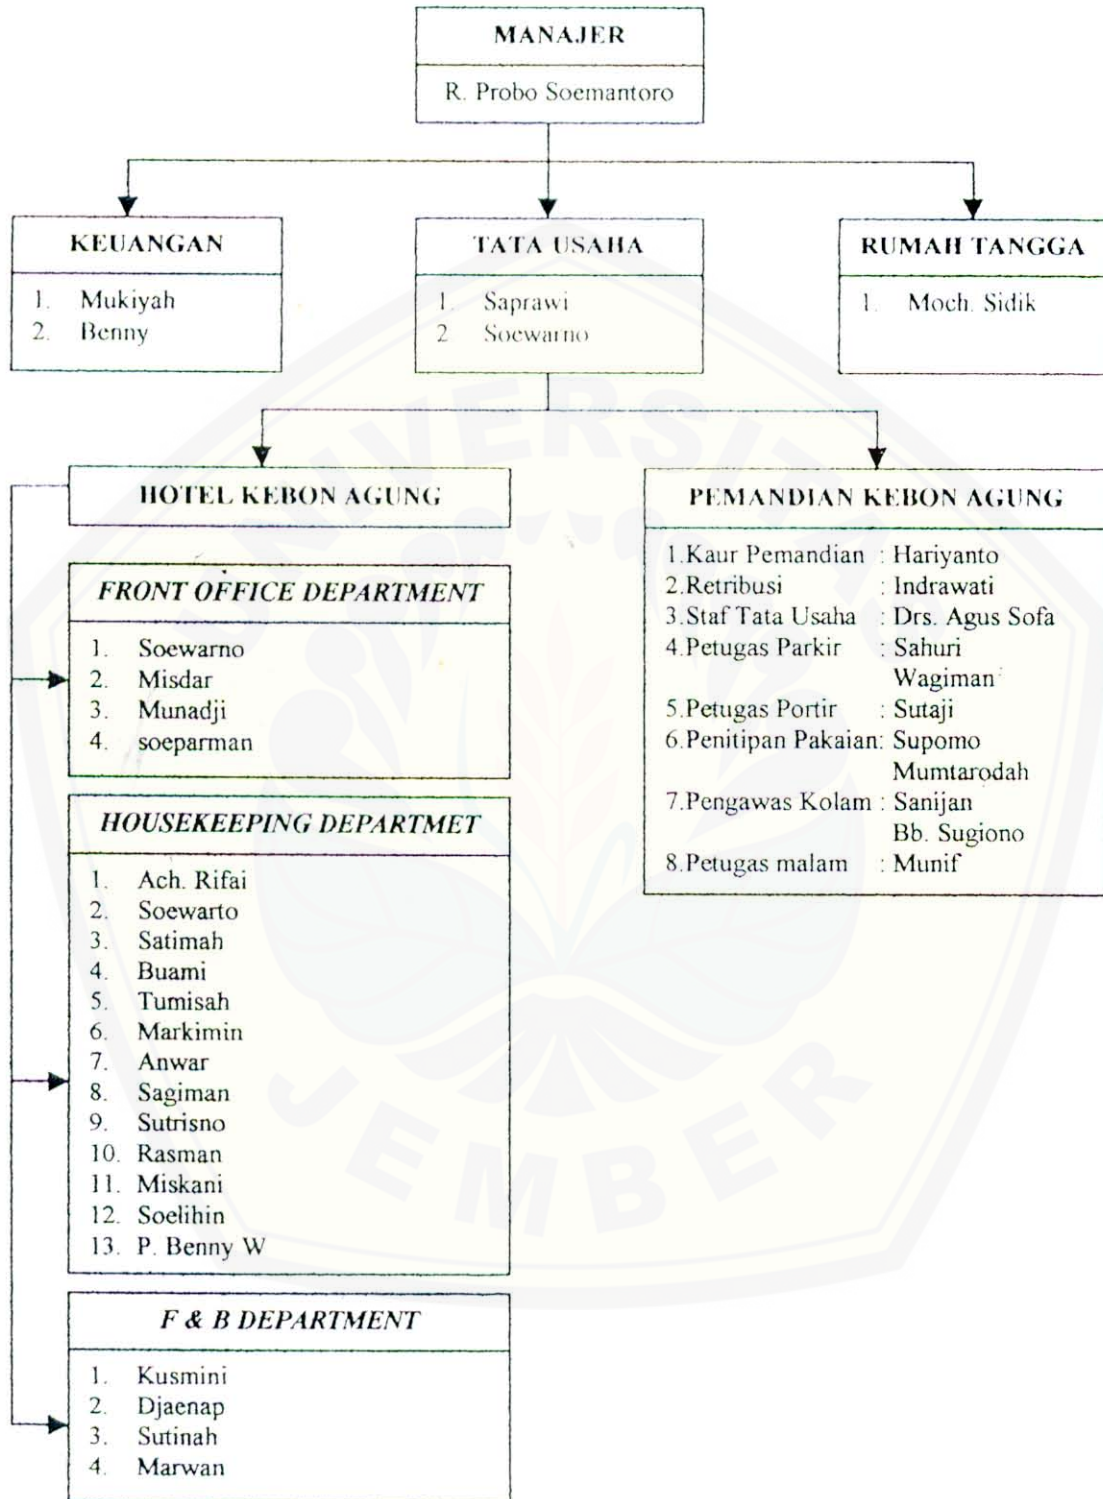 MANAJER
R. Probo Soemantoro
KEUANGAN
1. Mukiyah
2. Benny
TATA USAHA
1. Saprawi
2 Soewarno
RUMAH TANGGA
1. Moch. Sidik
HOTEL KEBON AGUNG
FRONT OFFICE DEPARTMENT
1. Soewarno
2. Misdar
3. Munadji
4. soeparman
HOUSEKEEPING DEPARTMET
1. Ach. Rifai
2. Soewarto
3. Satimah
4. Buami
5. Tumisah
6. Markimin
7. Anwar
8. Sagiman
9. Sutrisno
10. Rasman
11. Miskani
12. Soelihin
13. P. Benny W
F & B DEPARTMENT
1. Kusmini
2. Djaenap
3. Sutinah
4. Marwan
PEMANDIAN KEBON AGUNG
1.Kaur Pemandian : Hariyanto
2.Retribusi : Indrawati
3.Staf Tata Usaha : Drs. Agus Sofa
4.Petugas Parkir : Sahuri
Wagiman
5.Petugas Portir : Sutaji
6.Penitipan Pakaian: Supomo
Mumtarodah
7.Pengawas Kolam : Sanijan
Bb. Sugiono
8.Petugas malam : Munif
UNIVERSITAS
JEMBER